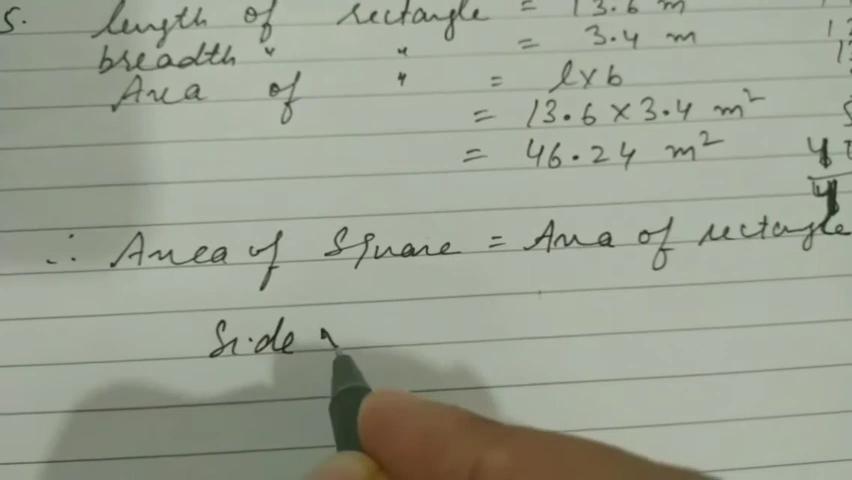 5. length of rectangle = 13.6 m
breadth " " = 3.4 m
Area of " = l x b
= 13.6 x 3.4 m²
= 46.24 m²
∴ Area of Square = Area of rectangle
Side